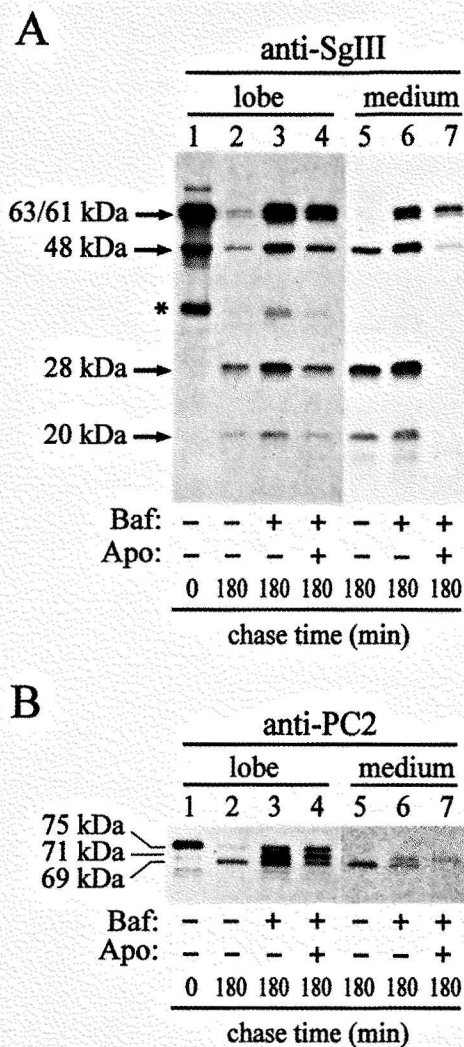 A
anti-SgIII
lobe medium
1 2 3 4 5 6 7
63/61 kDa
48 kDa
*
28 kDa
20 kDa
Baf: – – + + – + +
Apo: – – – + – – +
0 180 180 180 180 180 180
chase time (min)
B
anti-PC2
lobe medium
1 2 3 4 5 6 7
75 kDa
71 kDa
69 kDa
Baf: – – + + – + +
Apo: – – – + – – +
0 180 180 180 180 180 180
chase time (min)